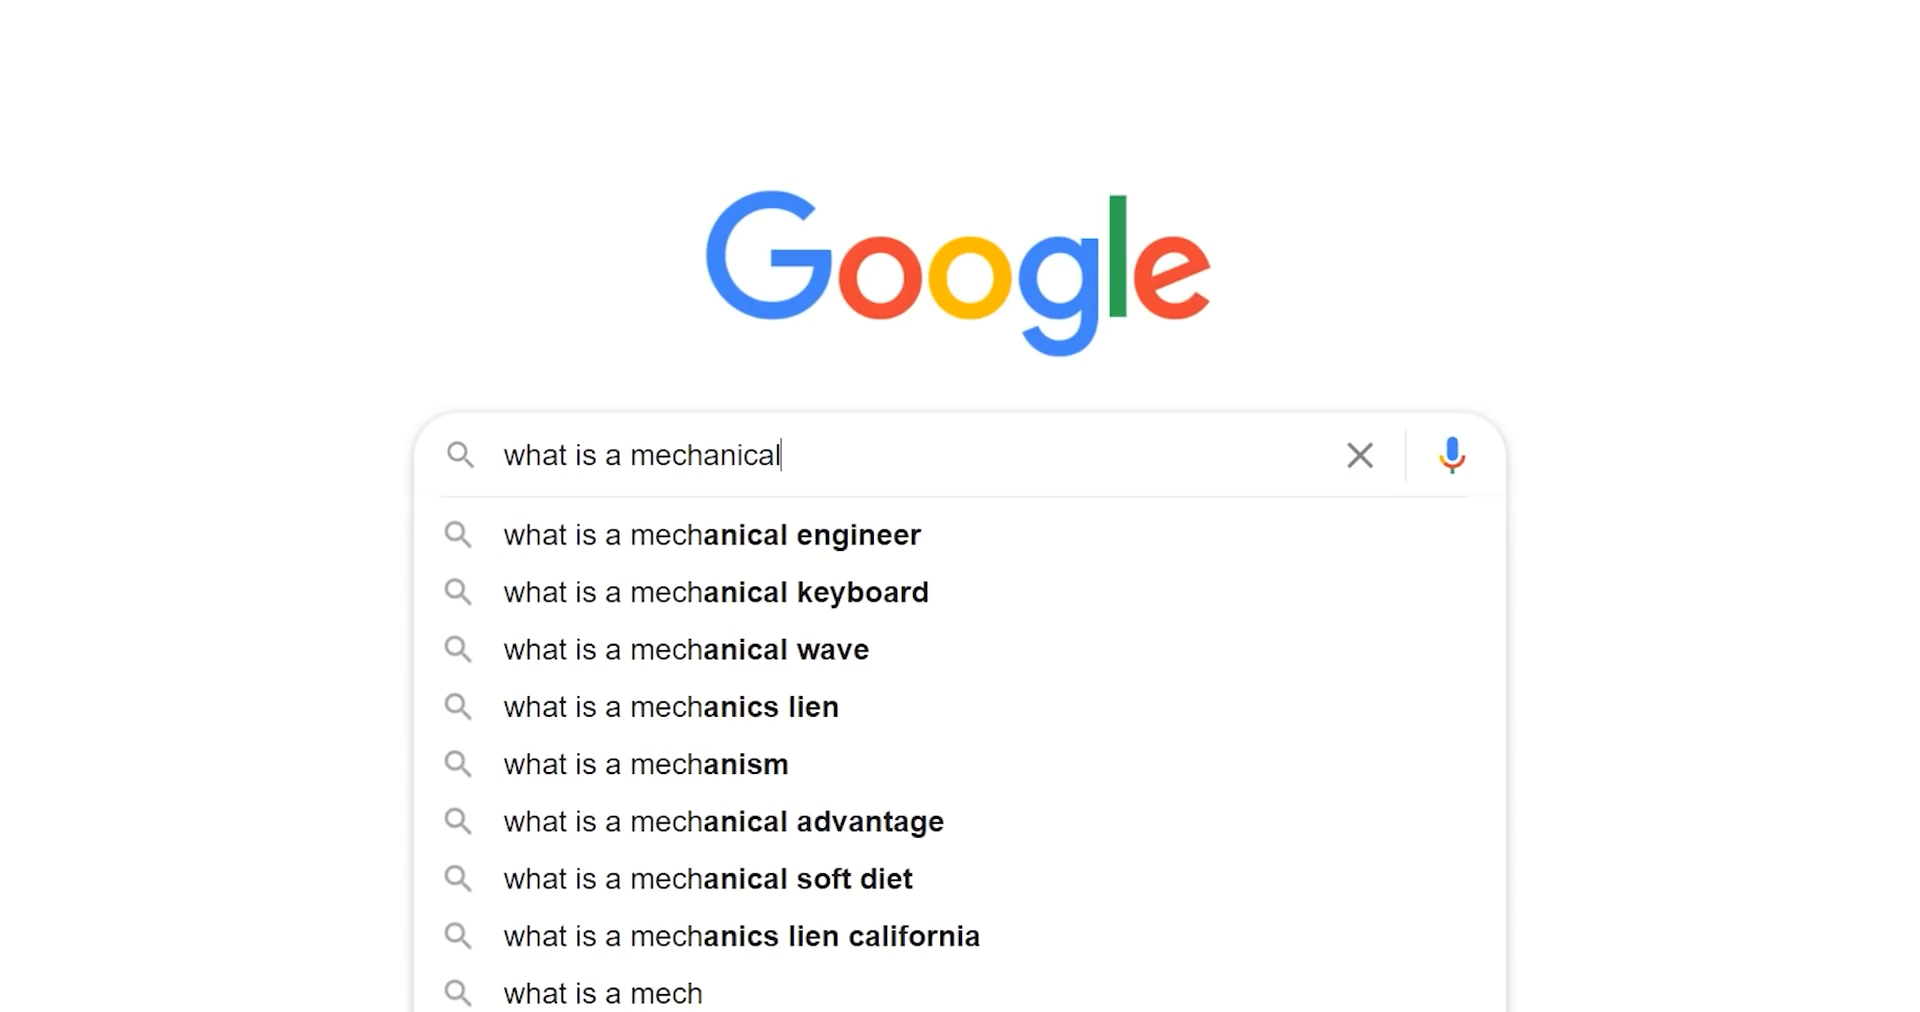 Google
what is a mechanical
what is a mechanical engineer
what is a mechanical keyboard
what is a mechanical wave
what is a mechanics lien
what is a mechanism
what is a mechanical advantage
what is a mechanical soft diet
what is a mechanics lien california
what is a mech